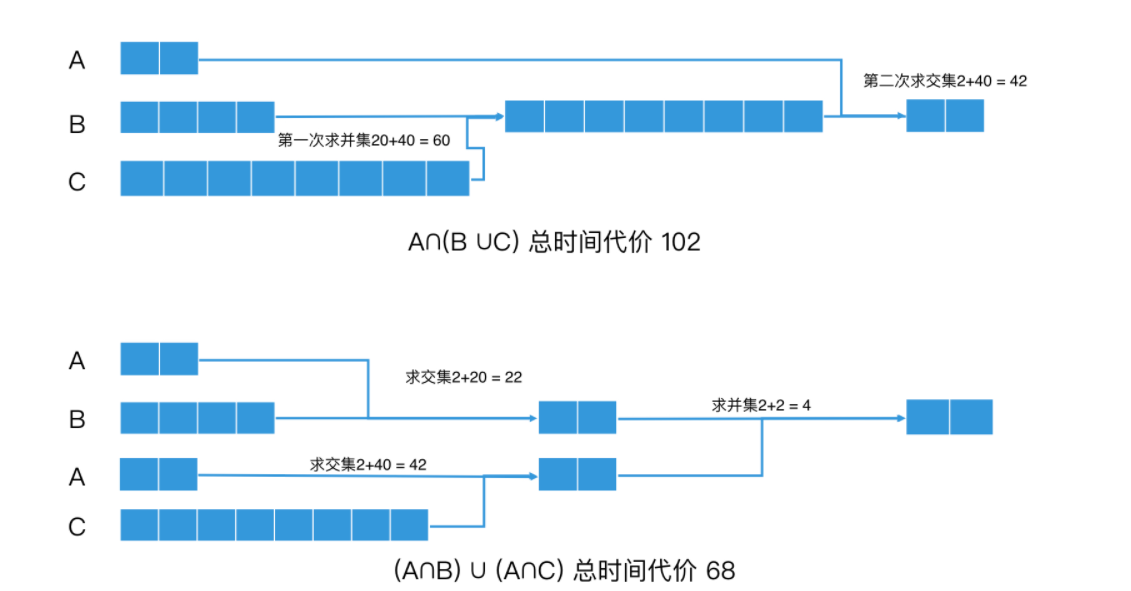 A
第二次求交集2+40 = 42
B
第一次求并集20+40 = 60
C
A∩(B ∪C) 总时间代价 102
A
求交集2+20 = 22
B
求并集2+2 = 4
A
求交集2+40 = 42
C
(A∩B) ∪ (A∩C) 总时间代价 68